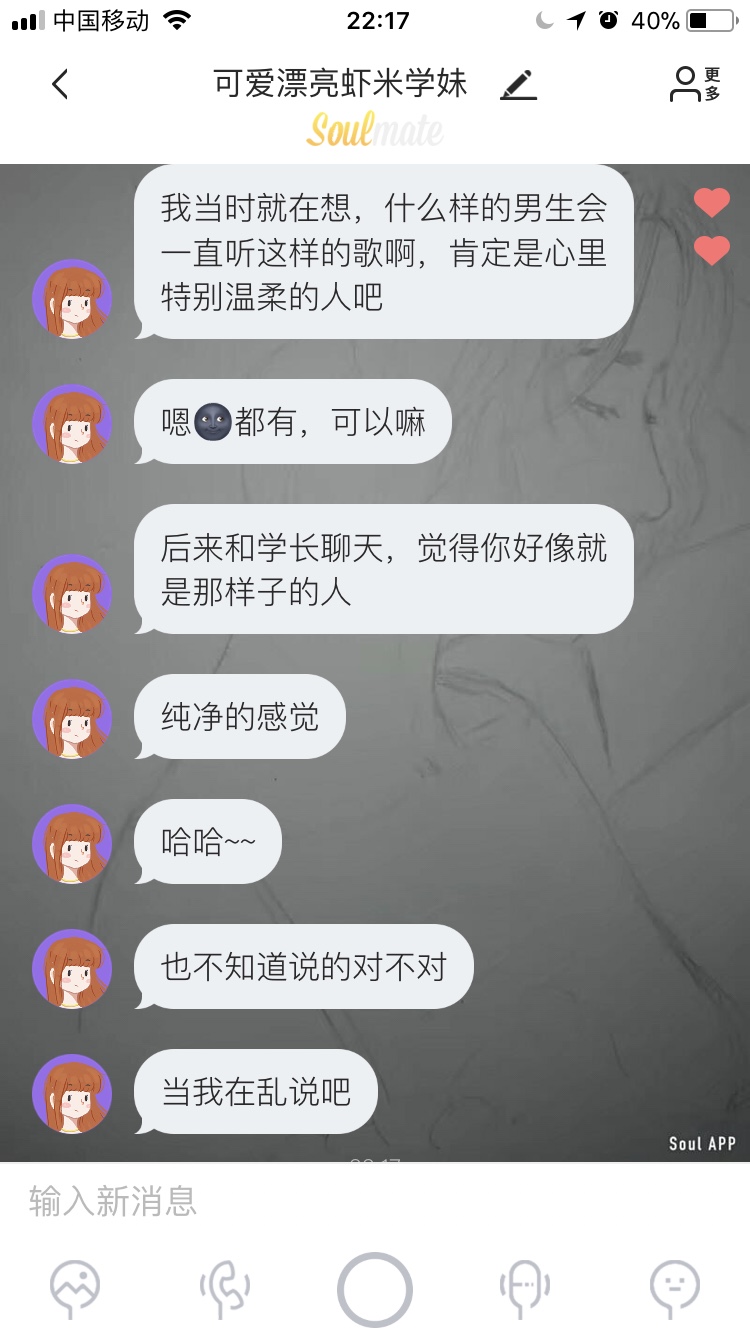 中国移动 22:17 40%
可爱漂亮虾米学妹 更多
Soulmate
我当时就在想，什么样的男生会
一直听这样的歌啊，肯定是心里
特别温柔的人吧
嗯🌚都有，可以嘛
后来和学长聊天，觉得你好像就
是那样子的人
纯净的感觉
哈哈~~
也不知道说的对不对
当我在乱说吧
Soul APP
输入新消息